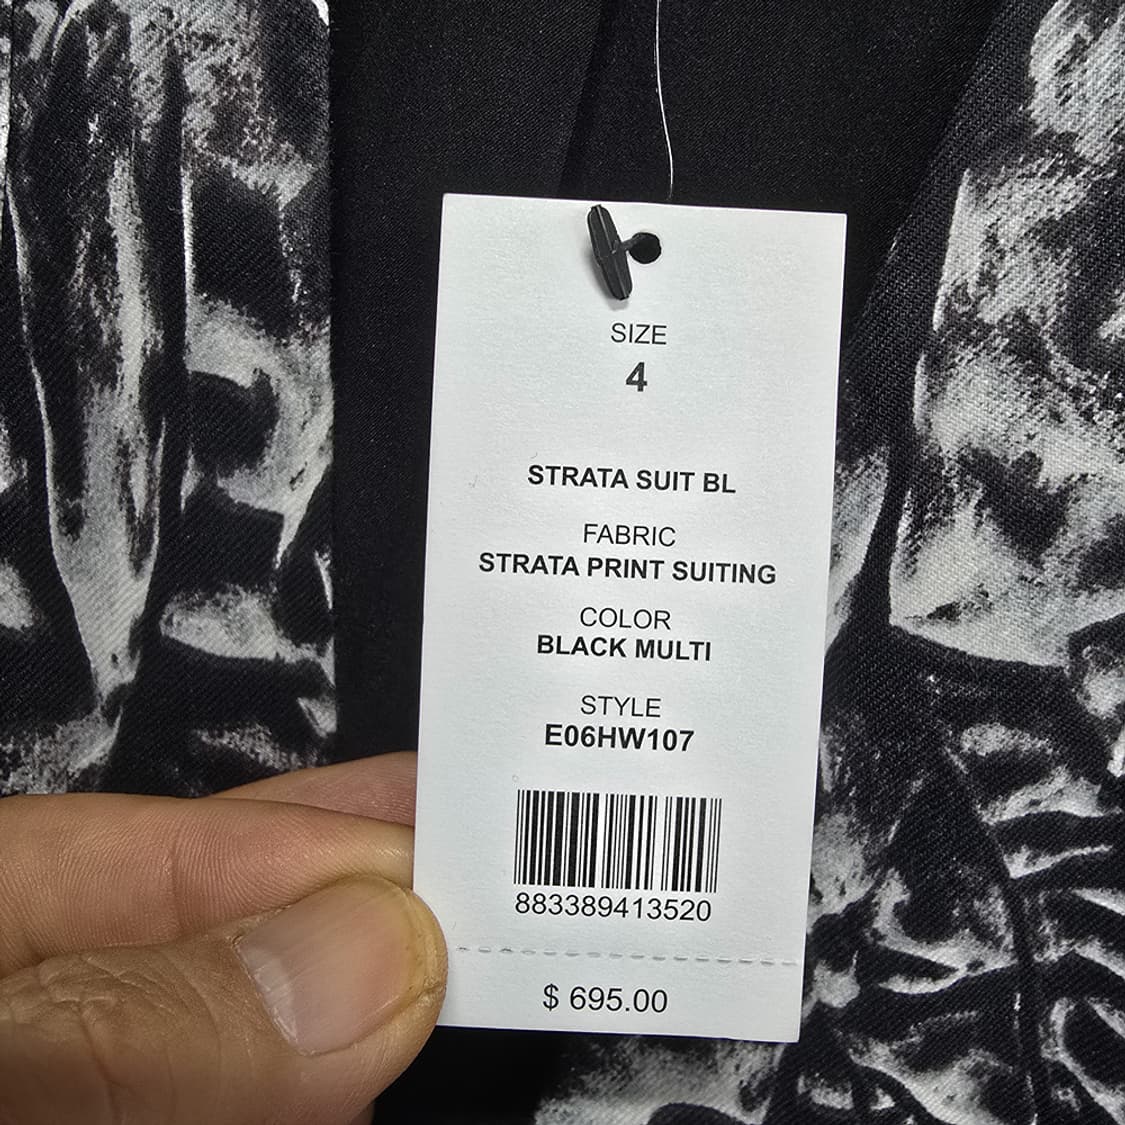 SIZE
4
STRATA SUIT BL
FABRIC
STRATA PRINT SUITING
COLOR
BLACK MULTI
STYLE
E06HW107
883389413520
$ 695.00